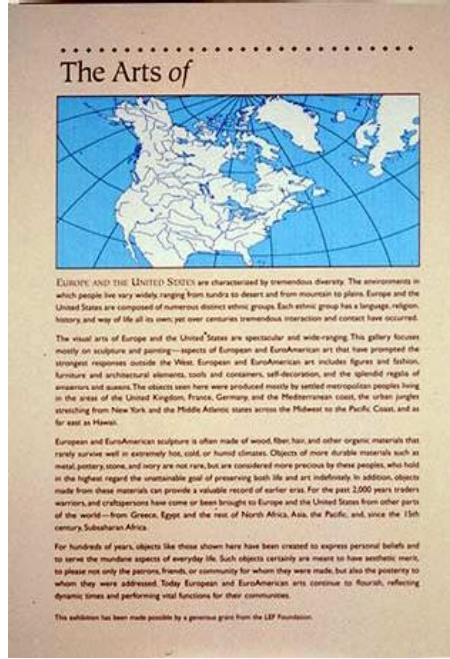 The Arts of
EUROPE AND THE UNITED STATES are characterized by tremendous diversity. The environments in
which people live vary widely, ranging from tundra to desert and from mountain to plains. Europe and the
United States are composed of numerous distinct ethnic groups. Each ethnic group has a language, religion,
history, and way of life all its own; yet over centuries tremendous interaction and contact have occurred.
The visual arts of Europe and the United States are spectacular and wide-ranging. This gallery focuses
mostly on sculpture and painting—aspects of European and EuroAmerican art that have prompted the
strongest responses outside the West. European and EuroAmerican art includes figures and fashion,
furniture and architectural elements, tools and containers, self-decoration, and the splendid regalia of
ancestors and queens. The objects seen here were produced mostly by settled metropolitan peoples living
in the areas of the United Kingdom, France, Germany, and the Mediterranean coast, the urban jungles
stretching from New York and the Middle Atlantic states across the Midwest to the Pacific Coast, and as
far east as Hawaii.
European and EuroAmerican sculpture is often made of wood, fiber, hair, and other organic materials that
rarely survive well in extremely hot, cold, or humid climates. Objects of more durable materials such as
metal, pottery, stone, and ivory are not rare, but are considered more precious by these peoples, who hold
in the highest regard the unattainable goal of preserving both life and art indefinitely. In addition, objects
made from these materials can provide a valuable record of earlier eras. For the past 2,000 years traders
warriors, and craftspersons have come or been brought to Europe and the United States from other parts
of the world—from Greece, Egypt and the rest of North Africa, Asia, the Pacific, and, since the 15th
century, Subsaharan Africa.
For hundreds of years, objects like those shown here have been created to express personal beliefs and
to serve the mundane aspects of everyday life. Such objects certainly are meant to have aesthetic merit,
to please not only the patrons, friends, or community for whom they were made, but also the posterity to
whom they were addressed. Today European and EuroAmerican arts continue to flourish, reflecting
dynamic times and performing vital functions for their communities.
This exhibition has been made possible by a generous grant from the LEF Foundation.